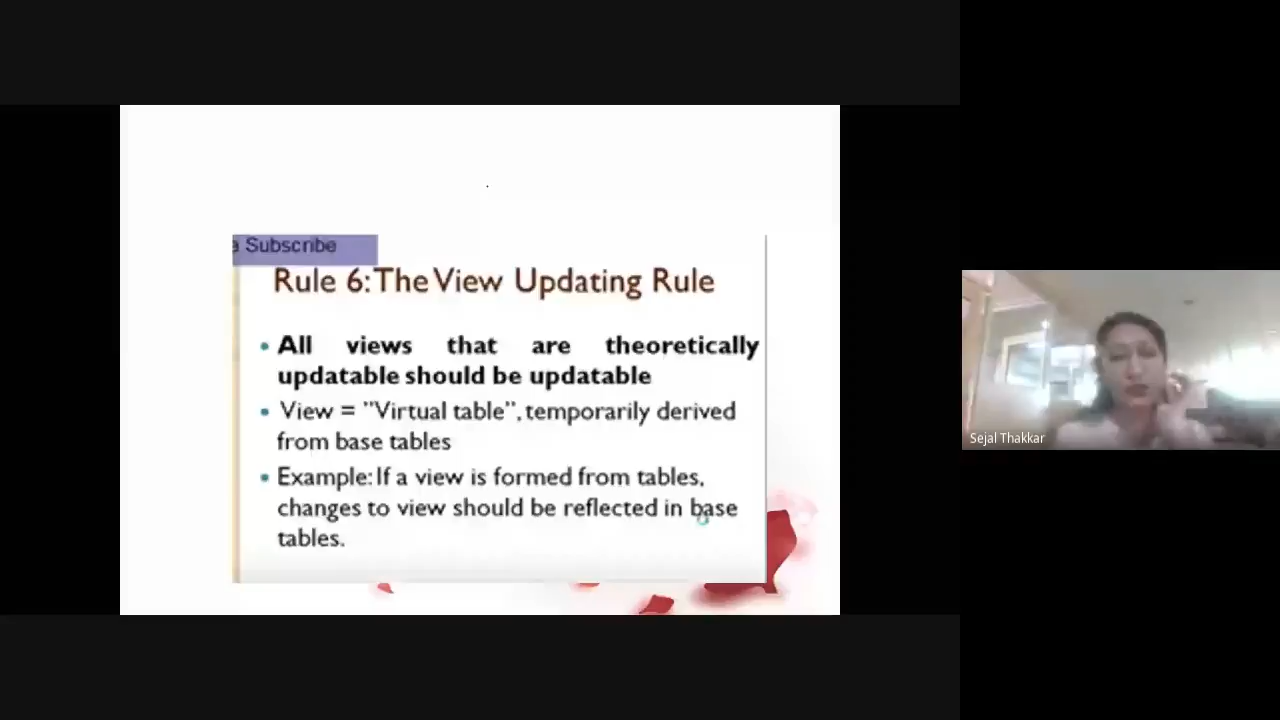 Subscribe
Rule 6: The View Updating Rule
• All views that are theoretically
updatable should be updatable
• View = ”Virtual table”, temporarily derived
from base tables
• Example: If a view is formed from tables,
changes to view should be reflected in base
tables.
Sejal Thakkar